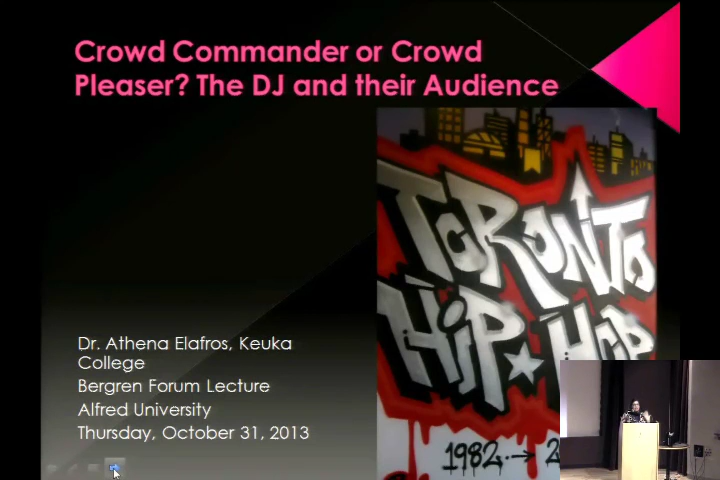 Crowd Commander or Crowd
Pleaser? The DJ and their Audience
TORONTO
HIP HOP
1982
Dr. Athena Elafros, Keuka
College
Bergren Forum Lecture
Alfred University
Thursday, October 31, 2013